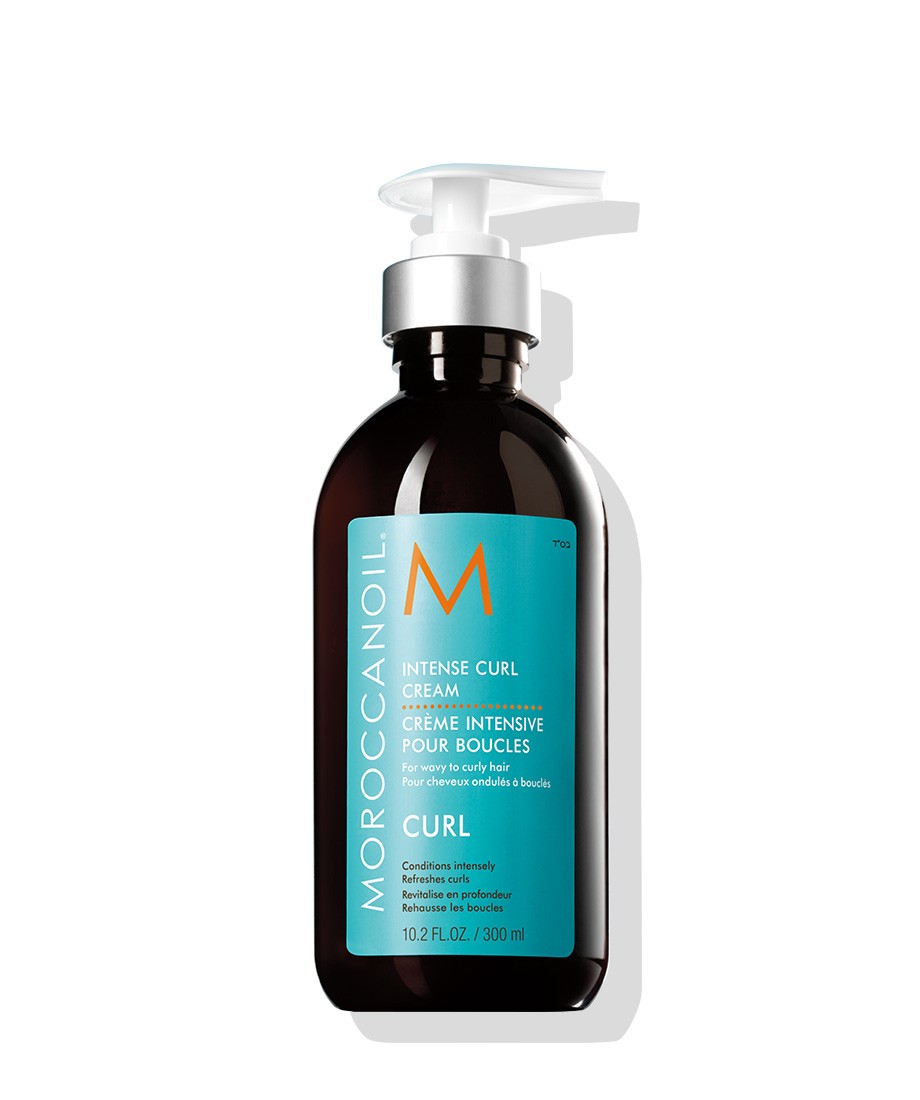 MOROCCANOIL®
M
בס"ד
INTENSE CURL
CREAM
CRÈME INTENSIVE
POUR BOUCLES
For wavy to curly hair
Pour cheveux ondulés à bouclés
CURL
Conditions intensely
Refreshes curls
Revitalise en profondeur
Rehausse les boucles
10.2 FL.OZ. / 300 ml